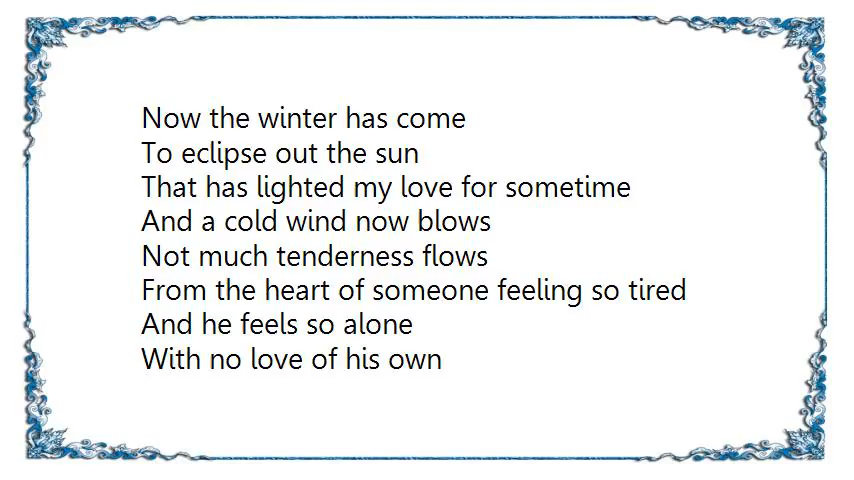 Now the winter has come
To eclipse out the sun
That has lighted my love for sometime
And a cold wind now blows
Not much tenderness flows
From the heart of someone feeling so tired
And he feels so alone
With no love of his own